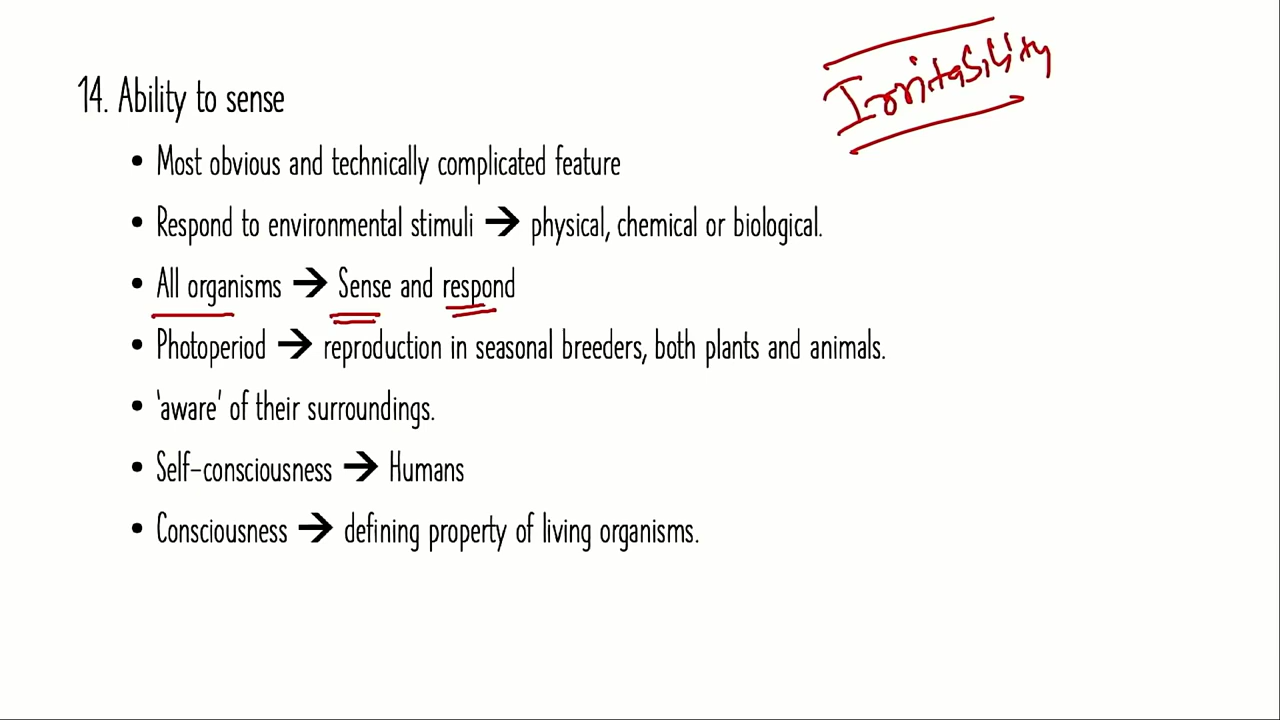 Irritability
14. Ability to sense
• Most obvious and technically complicated feature
• Respond to environmental stimuli → physical, chemical or biological.
• All organisms → Sense and respond
• Photoperiod → reproduction in seasonal breeders, both plants and animals.
• ‘aware’ of their surroundings.
• Self-consciousness → Humans
• Consciousness → defining property of living organisms.